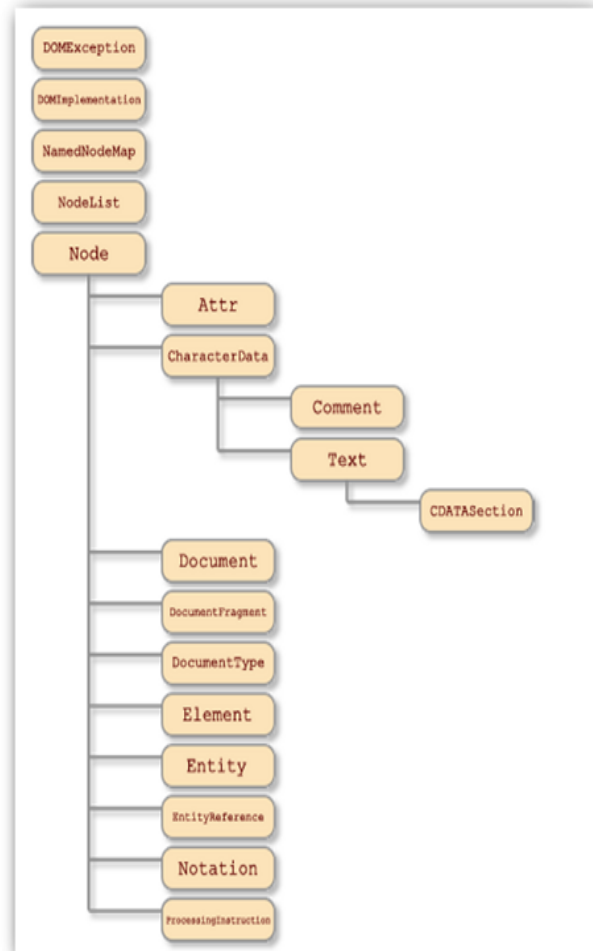 DOMException
DOMImplementation
NamedNodeMap
NodeList
Node
Attr
CharacterData
Comment
Text
CDATASection
Document
DocumentFragment
DocumentType
Element
Entity
EntityReference
Notation
ProcessingInstruction